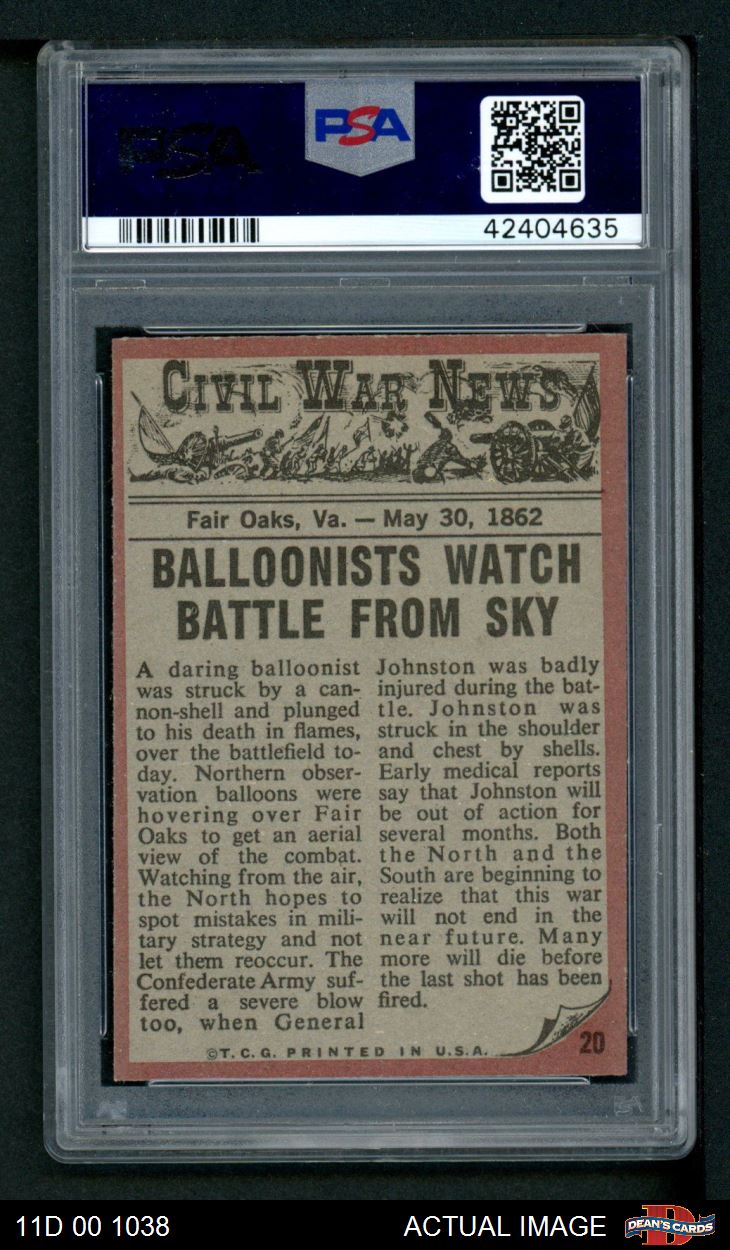 PSA
PSA
42404635
CIVIL WAR NEWS
Fair Oaks, Va. — May 30, 1862
BALLOONISTS WATCH
BATTLE FROM SKY
A daring balloonist
was struck by a can-
non-shell and plunged
to his death in flames,
over the battlefield to-
day. Northern obser-
vation balloons were
hovering over Fair
Oaks to get an aerial
view of the combat.
Watching from the air,
the North hopes to
spot mistakes in mili-
tary strategy and not
let them reoccur. The
Confederate Army suf-
fered a severe blow
too, when General
Johnston was badly
injured during the bat-
tle. Johnston was
struck in the shoulder
and chest by shells.
Early medical reports
say that Johnston will
be out of action for
several months. Both
the North and the
South are beginning to
realize that this war
will not end in the
near future. Many
more will die before
the last shot has been
fired.
©T.C.G. PRINTED IN U.S.A.
20
11D 00 1038
ACTUAL IMAGE
DEAN'S CARDS